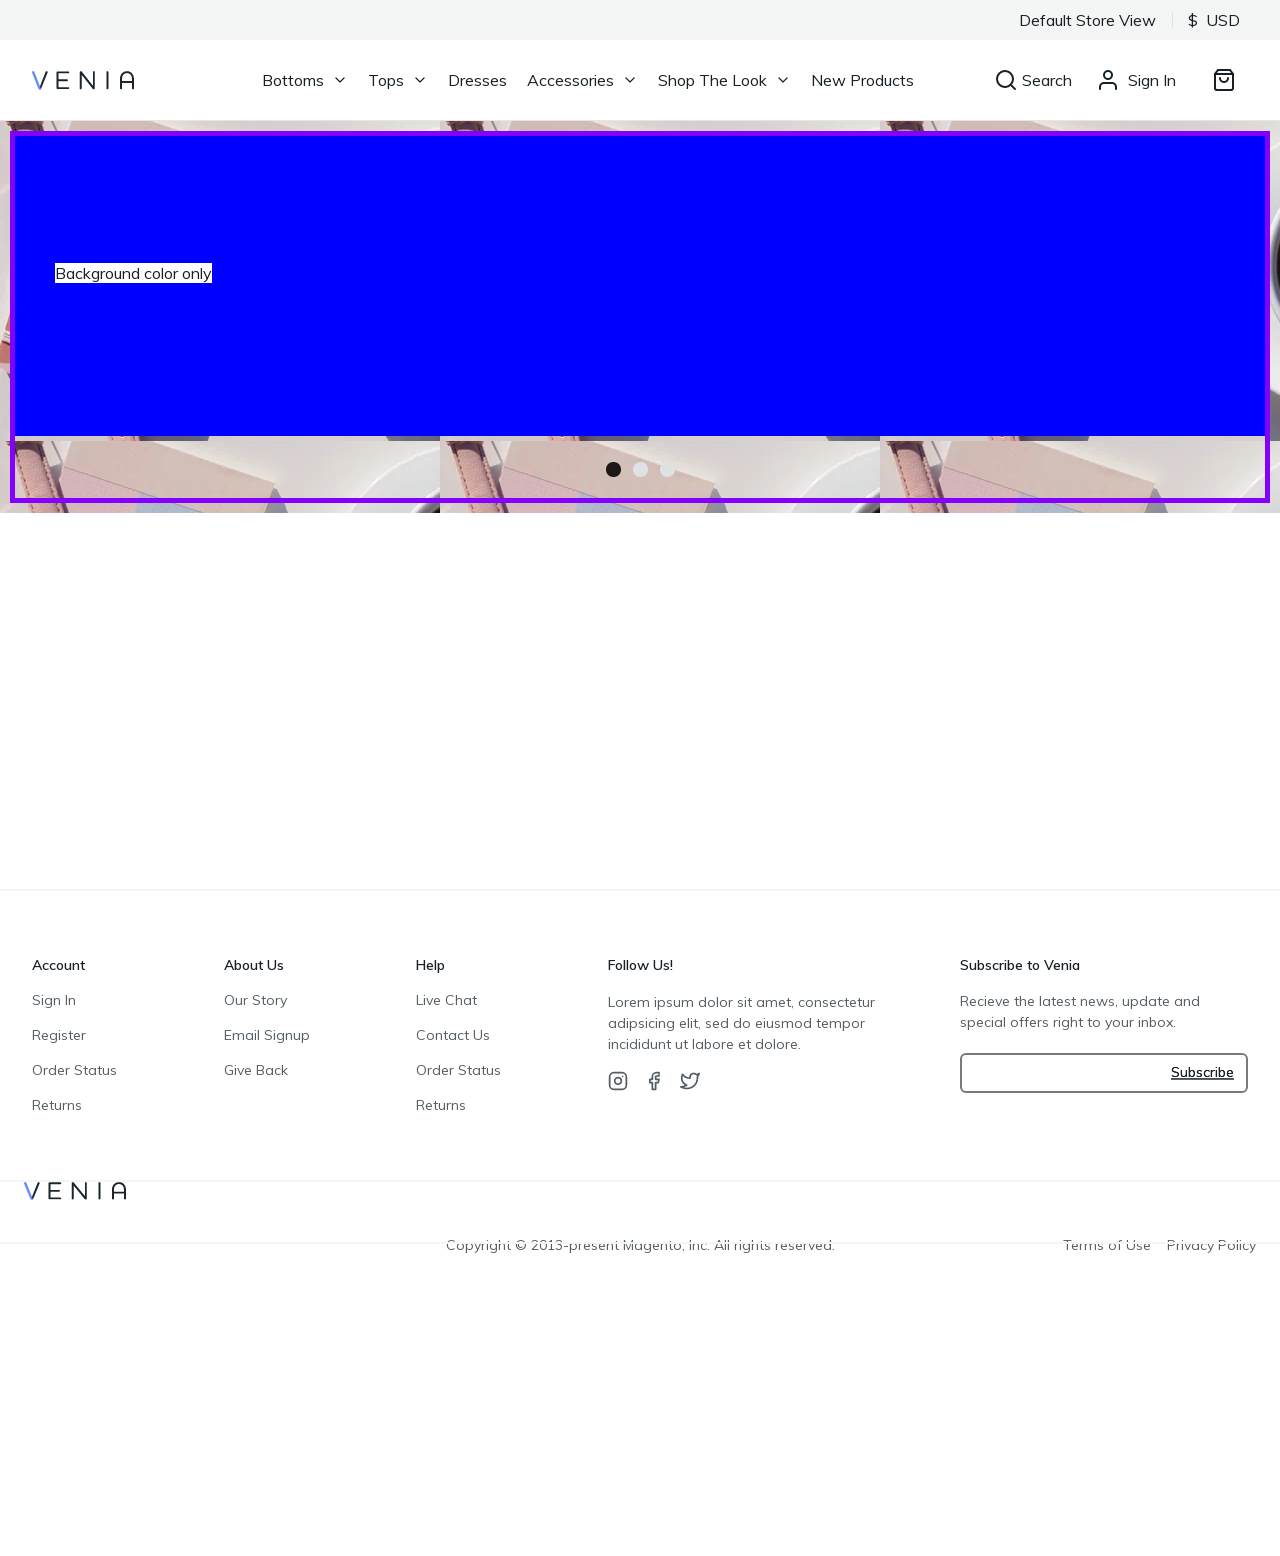 Default Store View $ USD
VENIA Bottoms Tops Dresses Accessories Shop The Look New Products Search Sign In
Background color only
Account About Us Help Follow Us! Subscribe to Venia
Sign In Our Story Live Chat Lorem ipsum dolor sit amet, consectetur Recieve the latest news, update and
Register Email Signup Contact Us adipsicing elit, sed do eiusmod tempor special offers right to your inbox.
Order Status Give Back Order Status incididunt ut labore et dolore.
Subscribe
Returns Returns
VENIA
Copyright © 2013-present Magento, Inc. All rights reserved. Terms of Use Privacy Policy